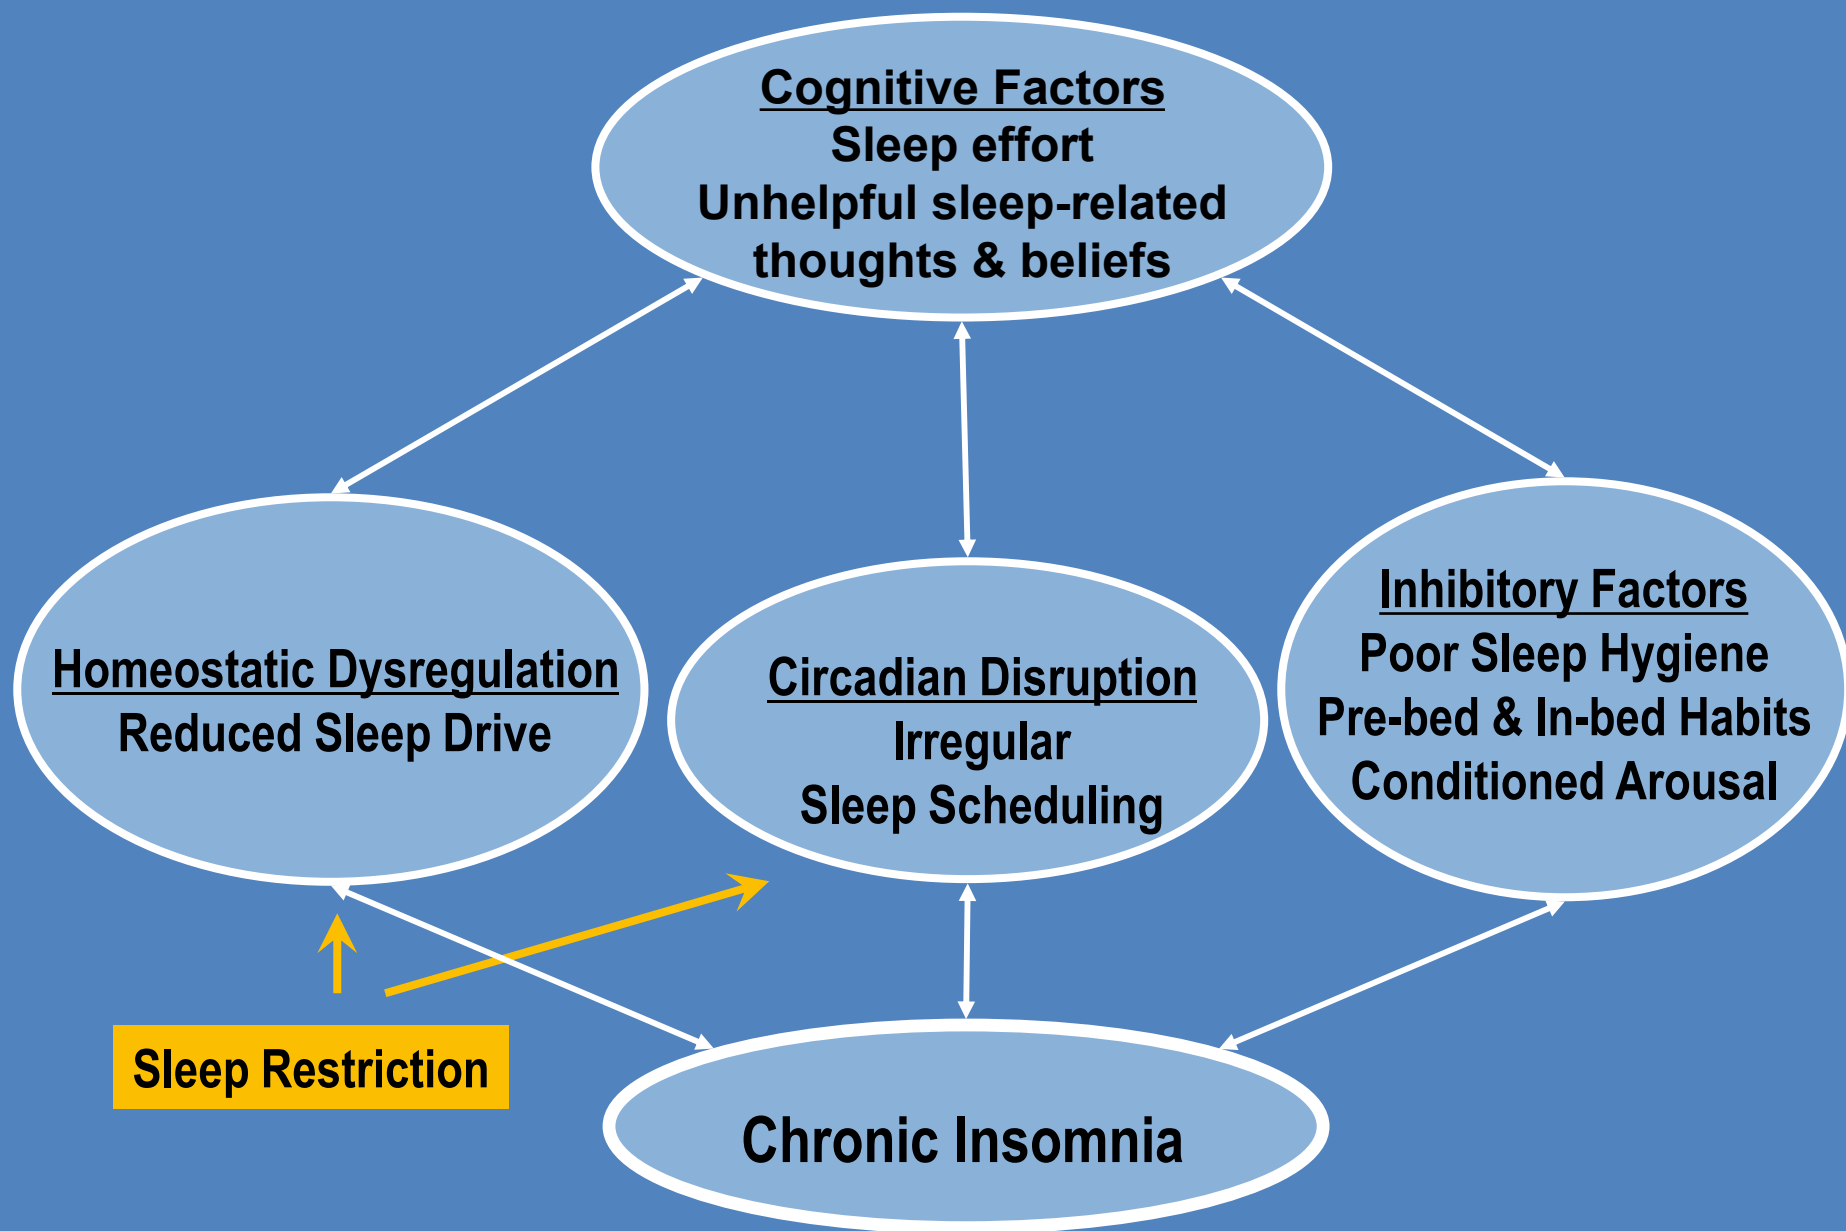 Cognitive Factors
Sleep effort
Unhelpful sleep-related
thoughts & beliefs
Homeostatic Dysregulation
Reduced Sleep Drive
Circadian Disruption
Irregular
Sleep Scheduling
Inhibitory Factors
Poor Sleep Hygiene
Pre-bed & In-bed Habits
Conditioned Arousal
Sleep Restriction
Chronic Insomnia